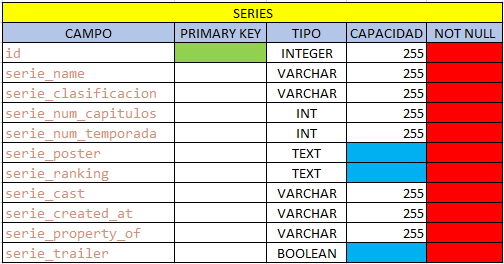 SERIES
CAMPO PRIMARY KEY TIPO CAPACIDAD NOT NULL
id INTEGER 255
serie_name VARCHAR 255
serie_clasificacion VARCHAR 255
serie_num_capitulos INT 255
serie_num_temporada INT 255
serie_poster TEXT
serie_ranking TEXT
serie_cast VARCHAR 255
serie_created_at VARCHAR 255
serie_property_of VARCHAR 255
serie_trailer BOOLEAN